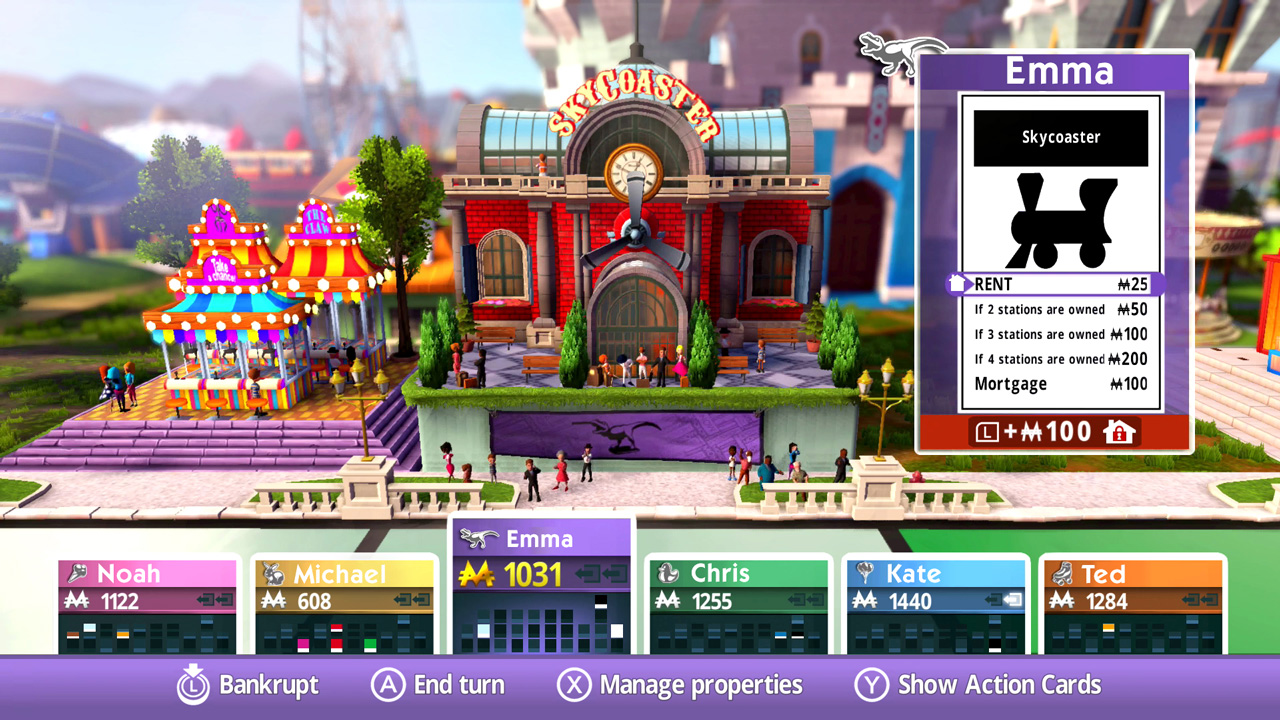 SKYCOASTER
THE
CLAW
Take
a chance!
Emma
Skycoaster
RENT ₩25
If 2 stations are owned ₩50
If 3 stations are owned ₩100
If 4 stations are owned ₩200
Mortgage ₩100
L +₩100
Noah
1122
Michael
608
Emma
1031
Chris
1255
Kate
1440
Ted
1284
L Bankrupt
A End turn
X Manage properties
Y Show Action Cards